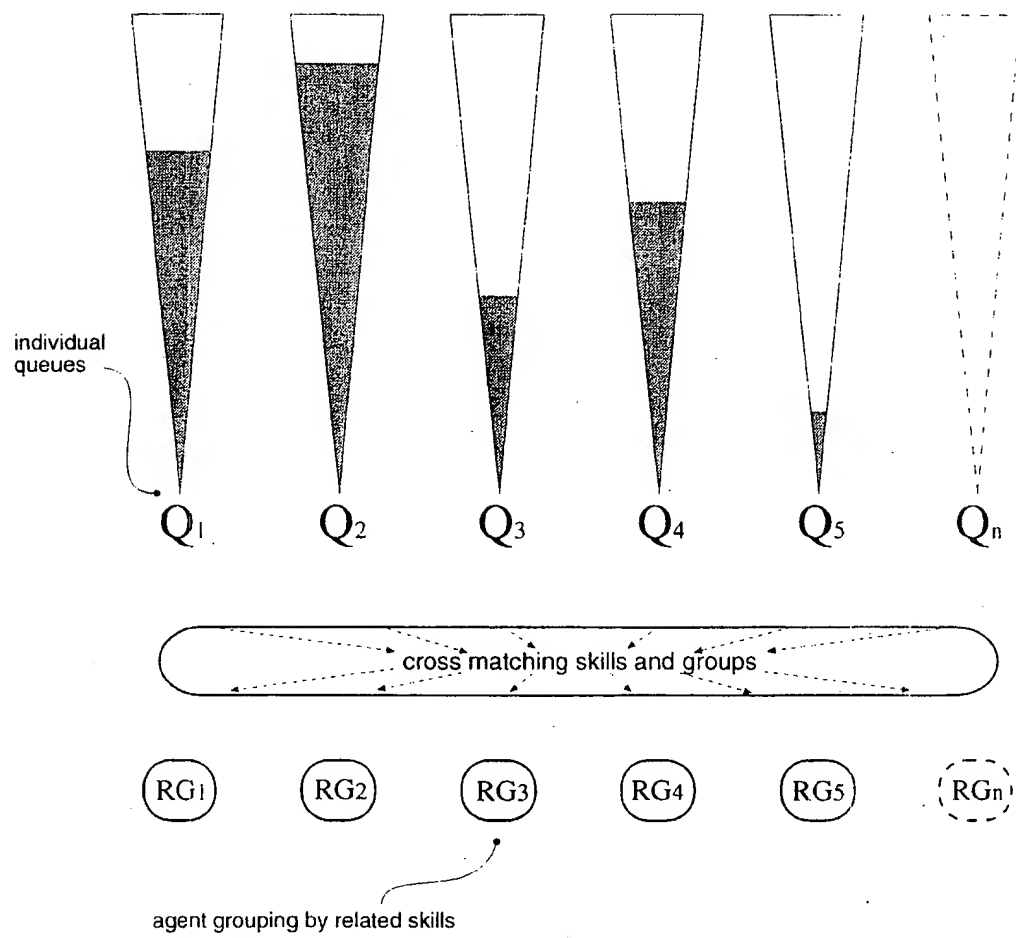 individual
queues
Q1 Q2 Q3 Q4 Q5 Qn
cross matching skills and groups
RG1 RG2 RG3 RG4 RG5 RGn
agent grouping by related skills